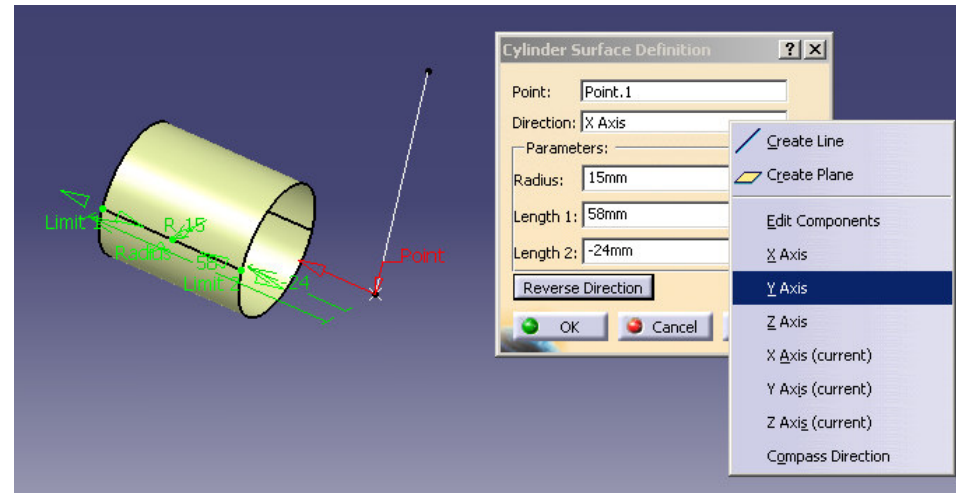 Cylinder Surface Definition
Point: Point.1
Direction: X Axis
Parameters:
Radius: 15mm
Length 1: 58mm
Length 2: -24mm
Reverse Direction
OK Cancel
Create Line
Create Plane
Edit Components
X Axis
Y Axis
Z Axis
X Axis (current)
Y Axis (current)
Z Axis (current)
Compass Direction
Limit
R 15
Radius
Limit 2
-24
Point